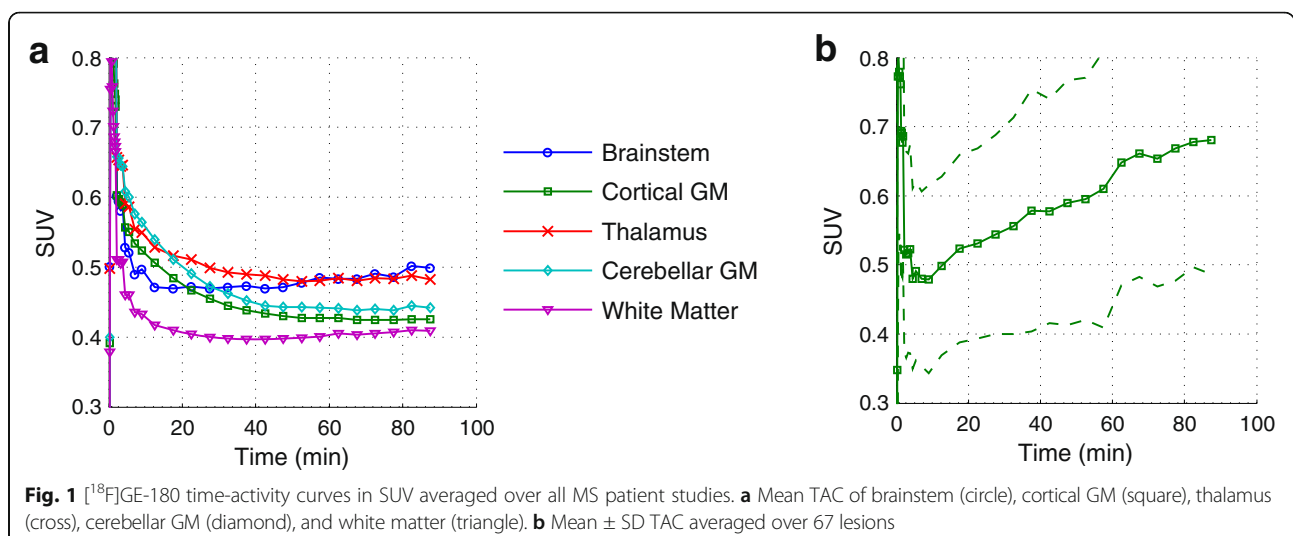 a
0.8
0.7
0.6
0.5
0.4
0.3
SUV
0 20 40 60 80 100
Time (min)
Brainstem
Cortical GM
Thalamus
Cerebellar GM
White Matter
b
0.8
0.7
0.6
0.5
0.4
0.3
SUV
0 20 40 60 80 100
Time (min)
Fig. 1 [¹⁸F]GE-180 time-activity curves in SUV averaged over all MS patient studies. a Mean TAC of brainstem (circle), cortical GM (square), thalamus
(cross), cerebellar GM (diamond), and white matter (triangle). b Mean ± SD TAC averaged over 67 lesions